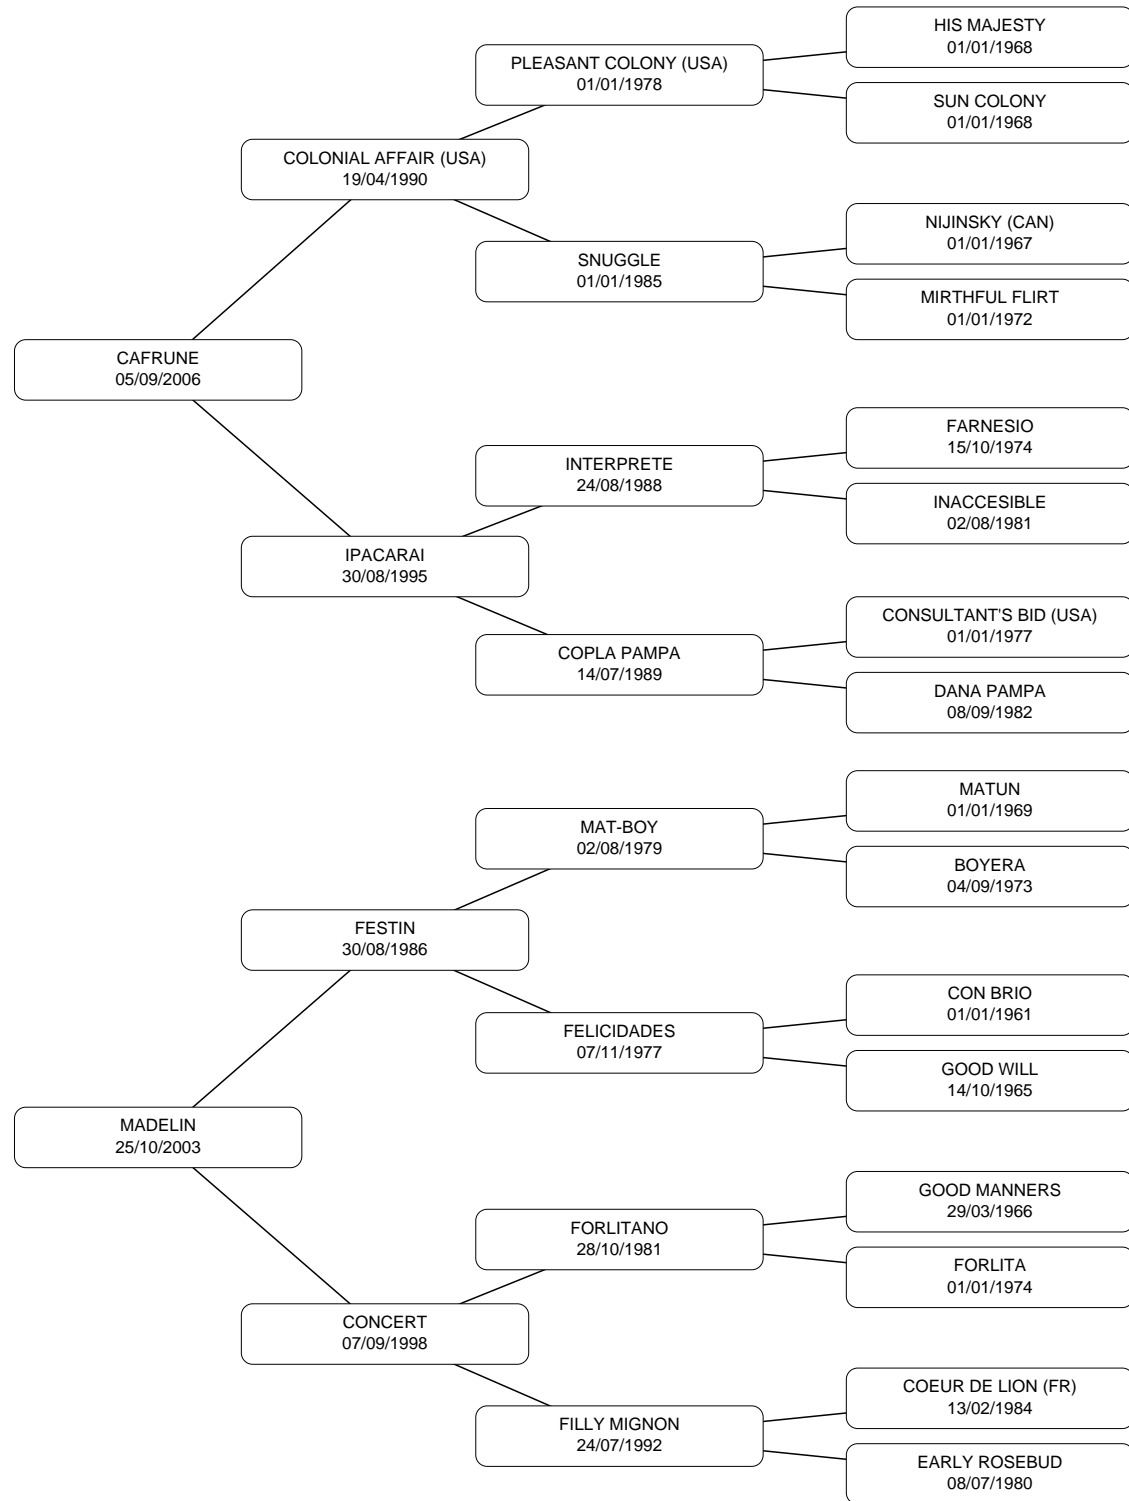 HIS MAJESTY
01/01/1968
PLEASANT COLONY (USA)
01/01/1978
SUN COLONY
01/01/1968
COLONIAL AFFAIR (USA)
19/04/1990
NIJINSKY (CAN)
01/01/1967
SNUGGLE
01/01/1985
MIRTHFUL FLIRT
01/01/1972
CAFRUNE
05/09/2006
FARNESIO
15/10/1974
INTERPRETE
24/08/1988
INACCESIBLE
02/08/1981
IPACARAI
30/08/1995
CONSULTANT'S BID (USA)
01/01/1977
COPLA PAMPA
14/07/1989
DANA PAMPA
08/09/1982
MATUN
01/01/1969
MAT-BOY
02/08/1979
BOYERA
04/09/1973
FESTIN
30/08/1986
CON BRIO
01/01/1961
FELICIDADES
07/11/1977
GOOD WILL
14/10/1965
MADELIN
25/10/2003
GOOD MANNERS
29/03/1966
FORLITANO
28/10/1981
FORLITA
01/01/1974
CONCERT
07/09/1998
COEUR DE LION (FR)
13/02/1984
FILLY MIGNON
24/07/1992
EARLY ROSEBUD
08/07/1980